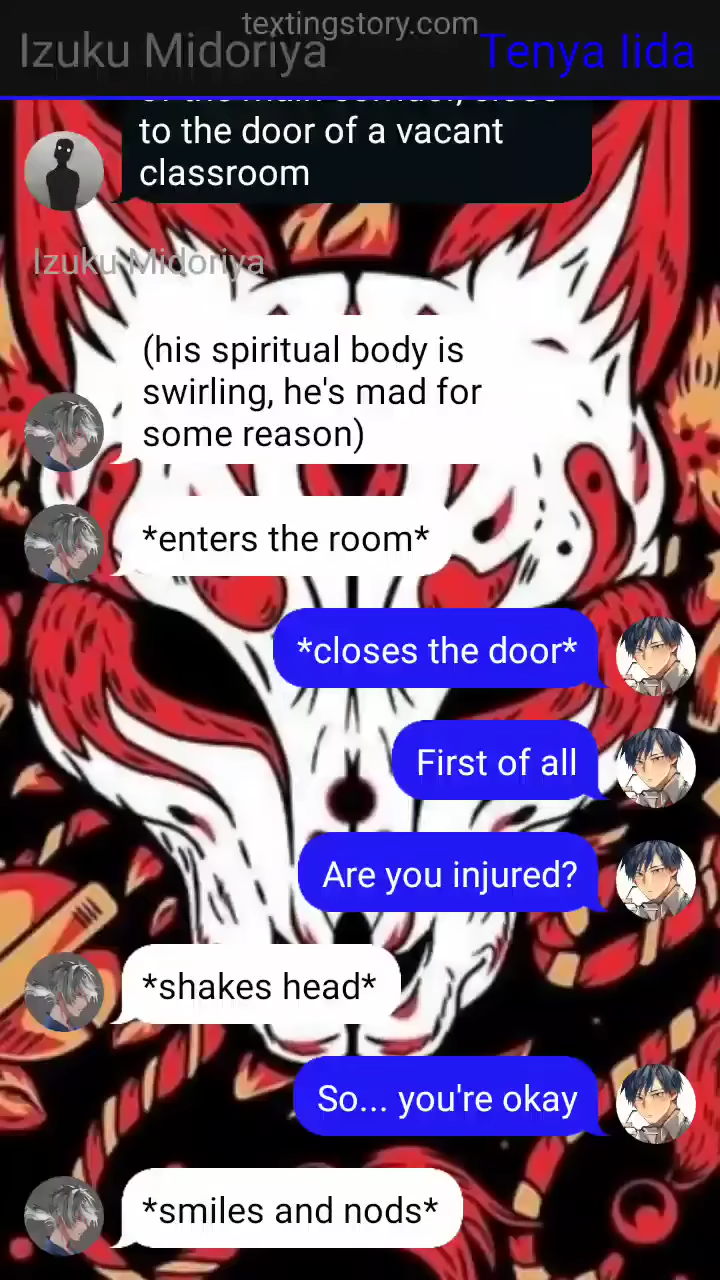 textingstory.com
Izuku Midoriya
Tenya Iida
to the door of a vacant
classroom
Izuku Midoriya
(his spiritual body is
swirling, he's mad for
some reason)
*enters the room*
*closes the door*
First of all
Are you injured?
*shakes head*
So... you're okay
*smiles and nods*